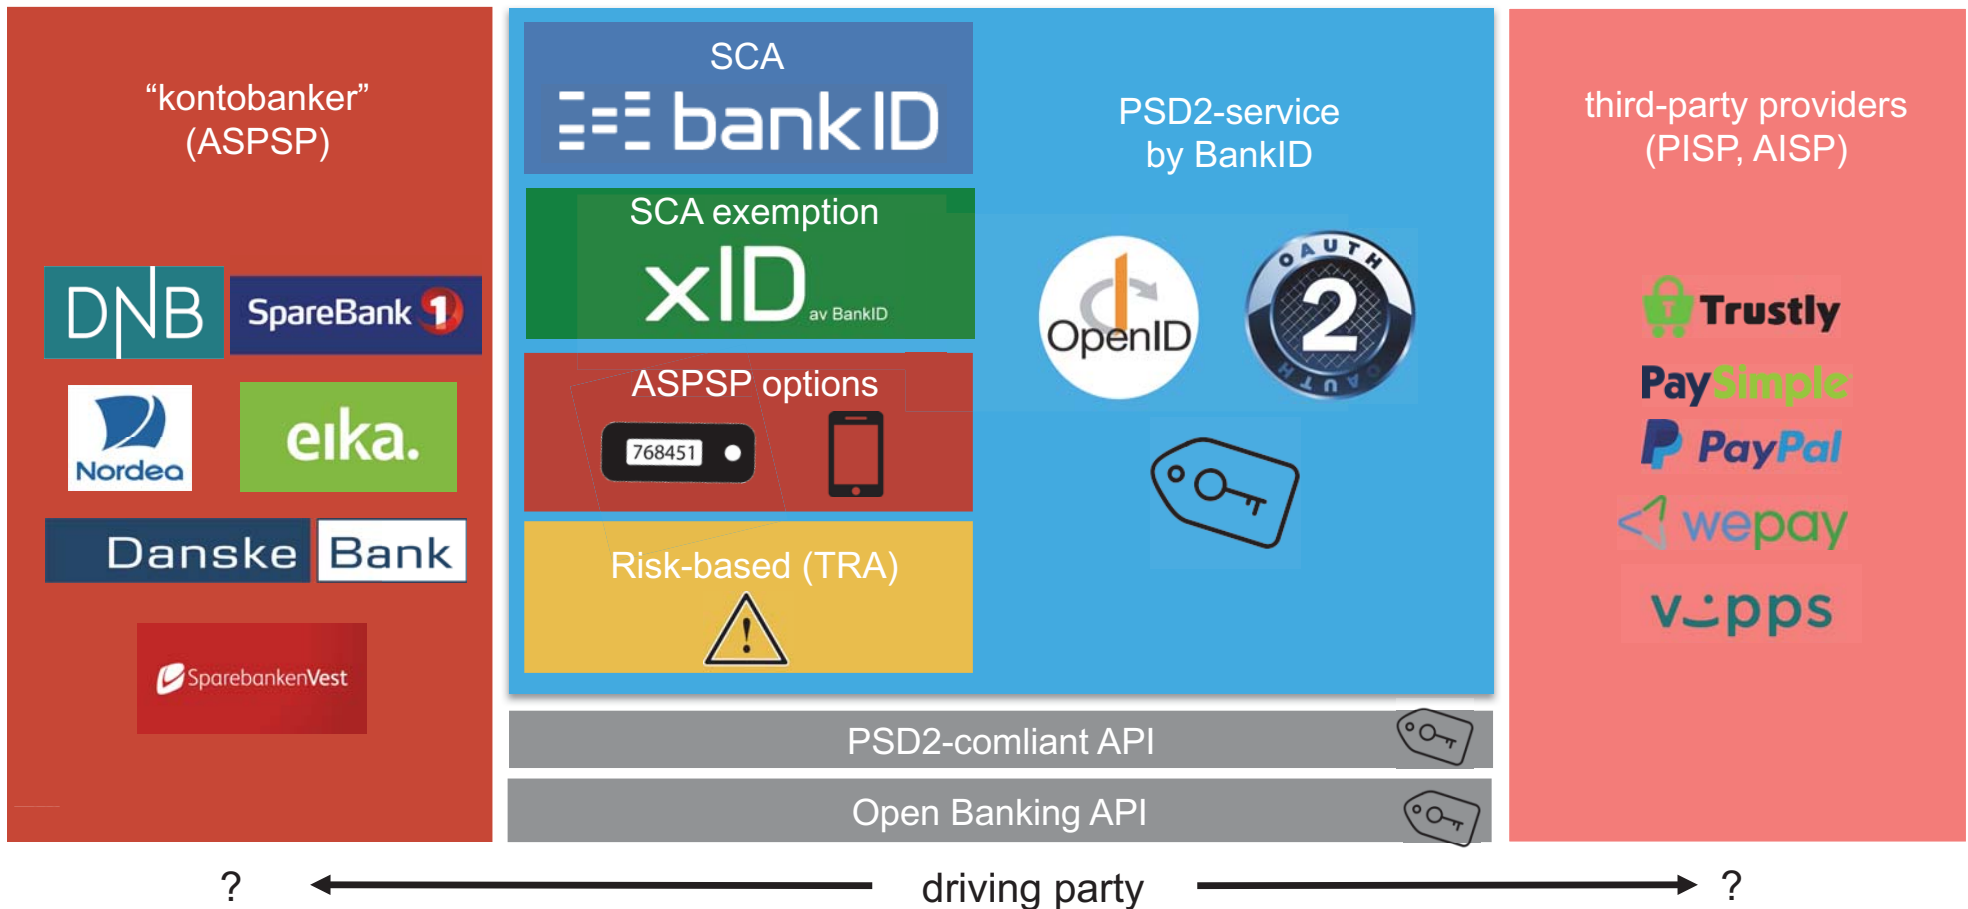 “kontobanker”
(ASPSP)
DNB
SpareBank 1
Nordea
eika.
Danske Bank
SparebankenVest
SCA
bankID
SCA exemption
xID
av BankID
ASPSP options
768451
Risk-based (TRA)
!
PSD2-service
by BankID
OpenID
OAUTH
2
OAUTH
third-party providers
(PISP, AISP)
T
Trustly
PaySimple
PayPal
wepay
vipps
PSD2-comliant API
Open Banking API
? driving party ?